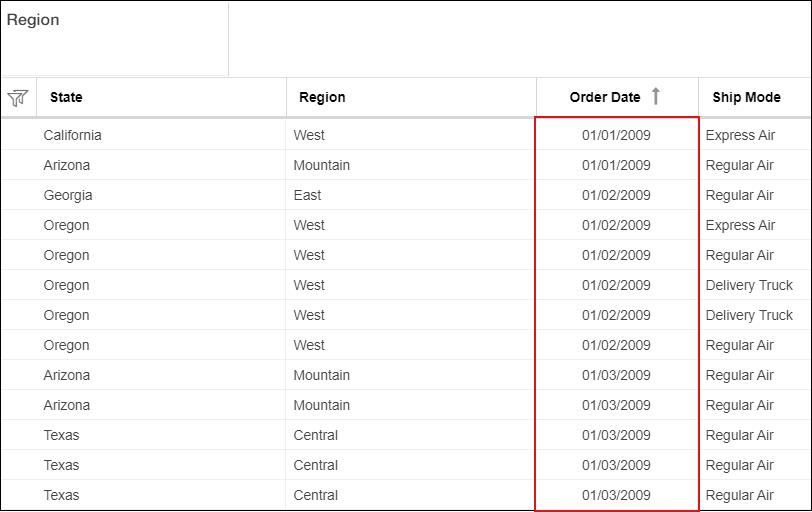 Region
State Region Order Date Ship Mode
California West 01/01/2009 Express Air
Arizona Mountain 01/01/2009 Regular Air
Georgia East 01/02/2009 Regular Air
Oregon West 01/02/2009 Express Air
Oregon West 01/02/2009 Regular Air
Oregon West 01/02/2009 Delivery Truck
Oregon West 01/02/2009 Delivery Truck
Oregon West 01/02/2009 Regular Air
Arizona Mountain 01/03/2009 Regular Air
Arizona Mountain 01/03/2009 Regular Air
Texas Central 01/03/2009 Regular Air
Texas Central 01/03/2009 Regular Air
Texas Central 01/03/2009 Regular Air